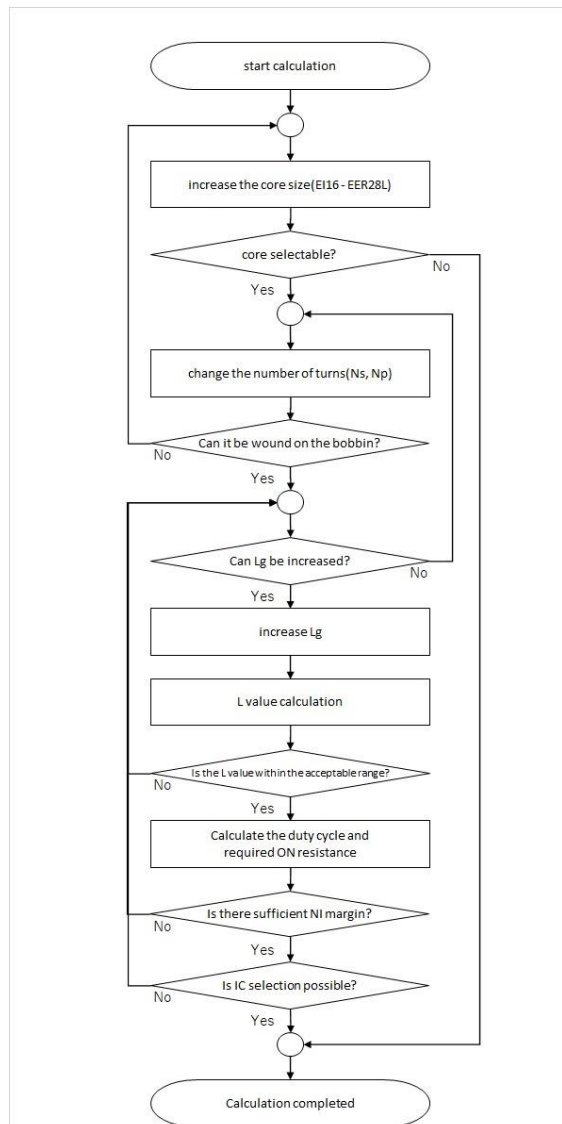 start calculation
increase the core size(EI16 - EER28L)
core selectable?
No
Yes
change the number of turns(Ns, Np)
Can it be wound on the bobbin?
No
Yes
Can Lg be increased?
No
Yes
increase Lg
L value calculation
Is the L value within the acceptable range?
No
Yes
Calculate the duty cycle and
required ON resistance
Is there sufficient NI margin?
No
Yes
Is IC selection possible?
No
Yes
Calculation completed